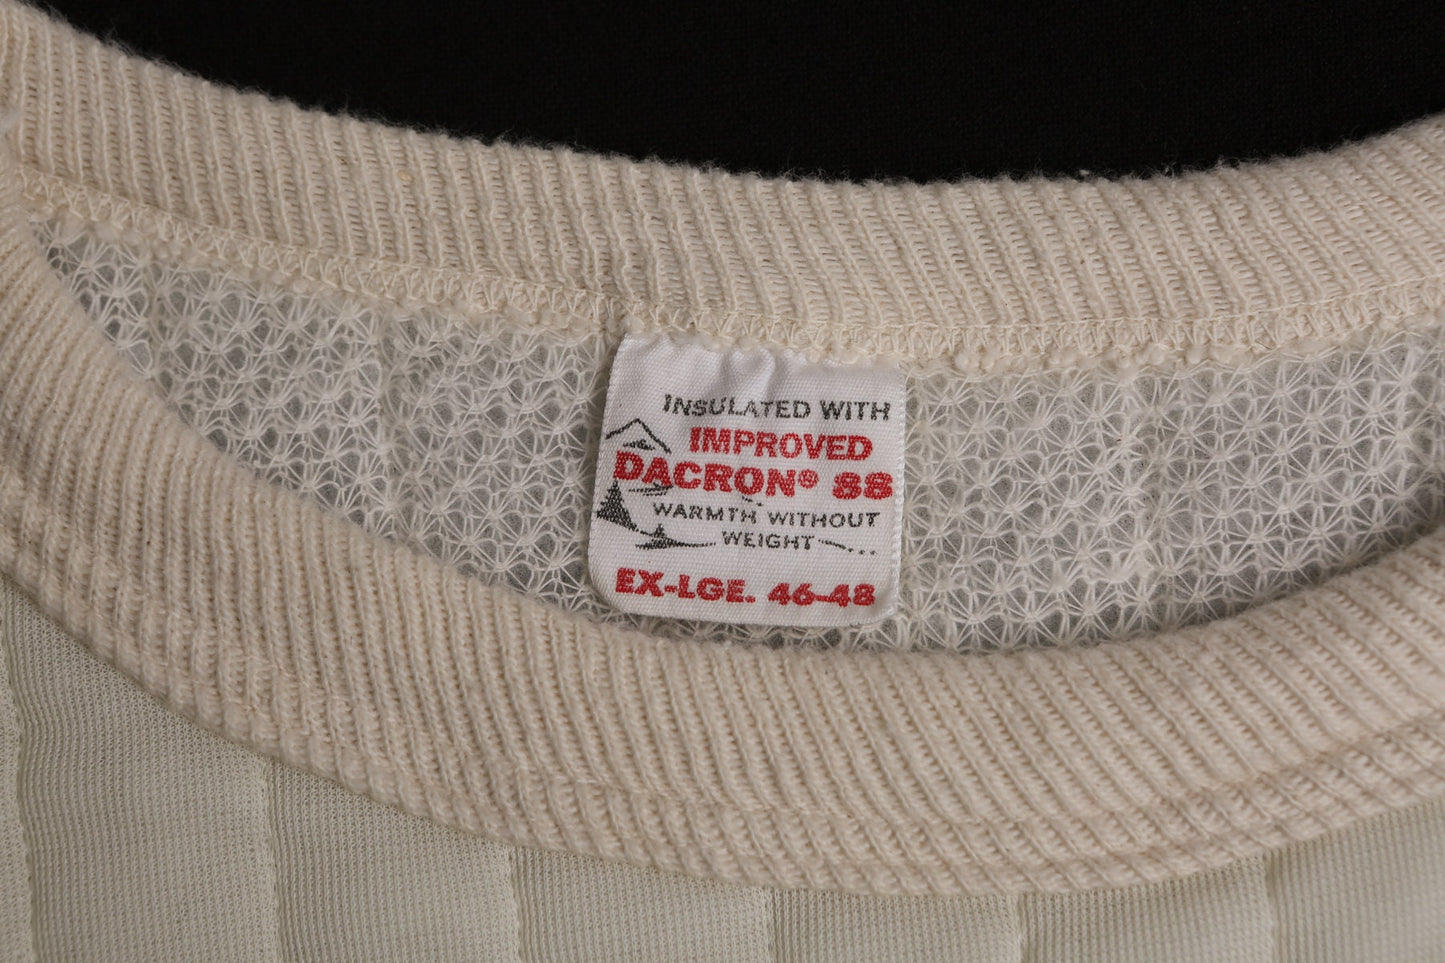 INSULATED WITH
IMPROVED
DACRON® 88
WARMTH WITHOUT
WEIGHT
EX-LGE. 46-48